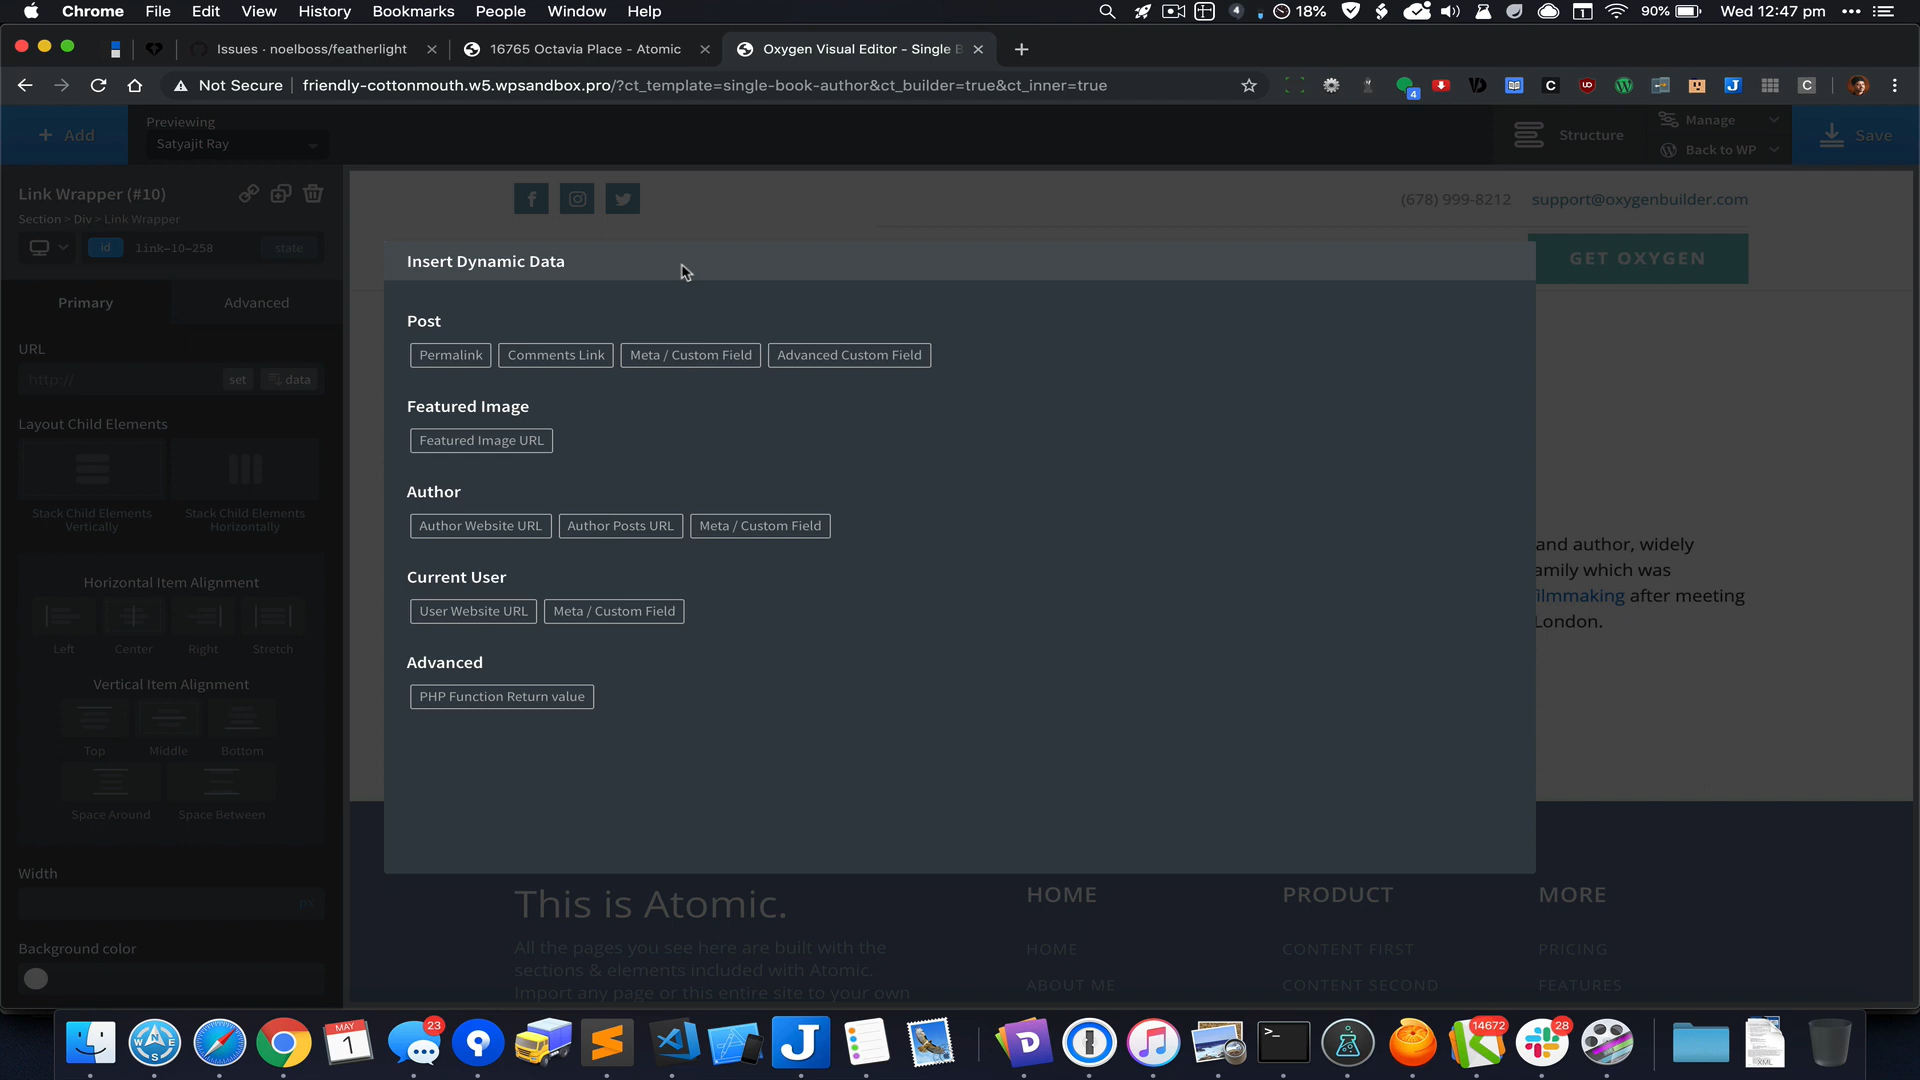 Chrome File Edit View History Bookmarks People Window Help 4 18% 1 90% Wed 12:47 pm
Issues · noelboss/featherlight
16765 Octavia Place - Atomic
Oxygen Visual Editor - Single B
Not Secure friendly-cottonmouth.w5.wpsandbox.pro/?ct_template=single-book-author&ct_builder=true&ct_inner=true
+ Add
Previewing
Satyajit Ray
Structure
Manage
Back to WP
Save
Link Wrapper (#10)
Section > Div > Link Wrapper
id link-10-258 state
Primary Advanced
URL
http:// set data
Layout Child Elements
Stack Child Elements Vertically
Stack Child Elements Horizontally
Horizontal Item Alignment
Left Center Right Stretch
Vertical Item Alignment
Top Middle Bottom
Space Around Space Between
Width
px
Background color
(678) 999-8212 support@oxygenbuilder.com
GET OXYGEN
Insert Dynamic Data
Post
Permalink Comments Link Meta / Custom Field Advanced Custom Field
Featured Image
Featured Image URL
Author
Author Website URL Author Posts URL Meta / Custom Field
Current User
User Website URL Meta / Custom Field
Advanced
PHP Function Return value
and author, widely
amily which was
ilmmaking after meeting
London.
This is Atomic.
All the pages you see here are built with the
sections & elements included with Atomic.
Import any page or this entire site to your own
HOME PRODUCT MORE
HOME CONTENT FIRST PRICING
ABOUT ME CONTENT SECOND FEATURES
MAY
1
23
14672
28